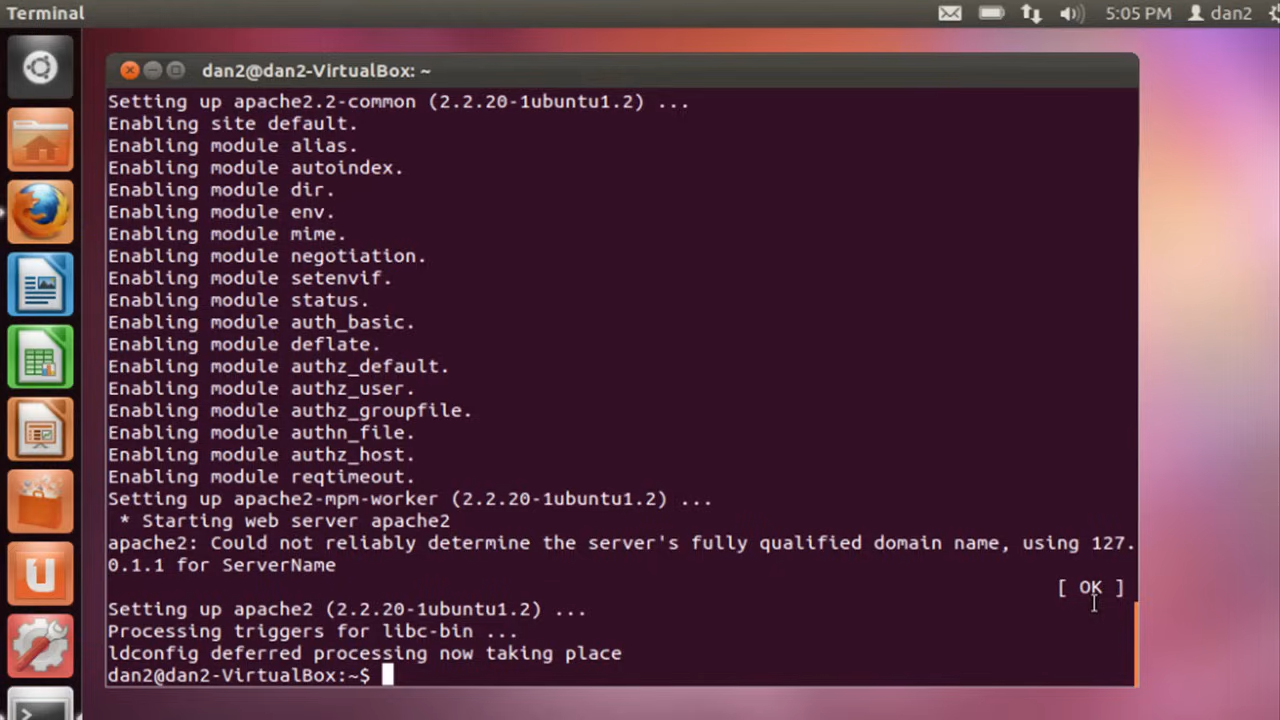 Terminal
5:05 PM dan2
dan2@dan2-VirtualBox: ~
Setting up apache2.2-common (2.2.20-1ubuntu1.2) ...
Enabling site default.
Enabling module alias.
Enabling module autoindex.
Enabling module dir.
Enabling module env.
Enabling module mime.
Enabling module negotiation.
Enabling module setenvif.
Enabling module status.
Enabling module auth_basic.
Enabling module deflate.
Enabling module authz_default.
Enabling module authz_user.
Enabling module authz_groupfile.
Enabling module authn_file.
Enabling module authz_host.
Enabling module reqtimeout.
Setting up apache2-mpm-worker (2.2.20-1ubuntu1.2) ...
* Starting web server apache2
apache2: Could not reliably determine the server's fully qualified domain name, using 127.
0.1.1 for ServerName
[ OK ]
Setting up apache2 (2.2.20-1ubuntu1.2) ...
Processing triggers for libc-bin ...
ldconfig deferred processing now taking place
dan2@dan2-VirtualBox:~$